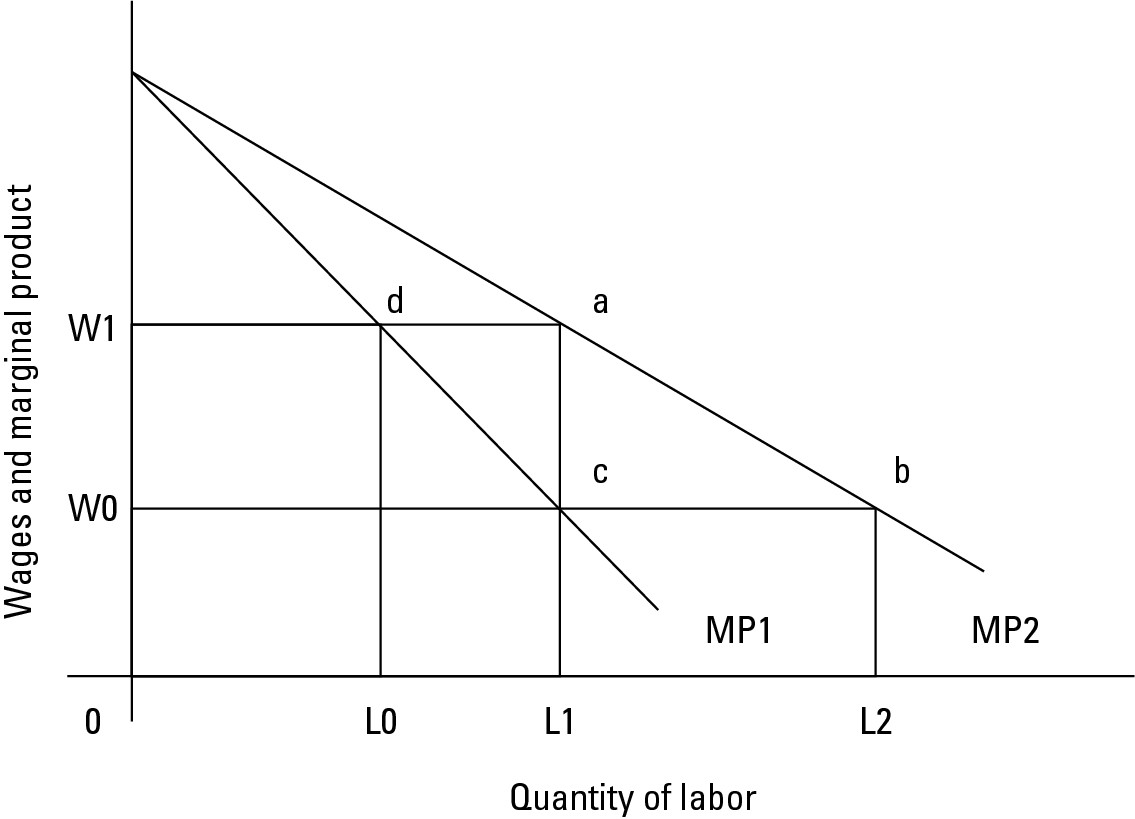 Wages and marginal product
d
a
W1
c
b
W0
MP1
MP2
0
L0
L1
L2
Quantity of labor